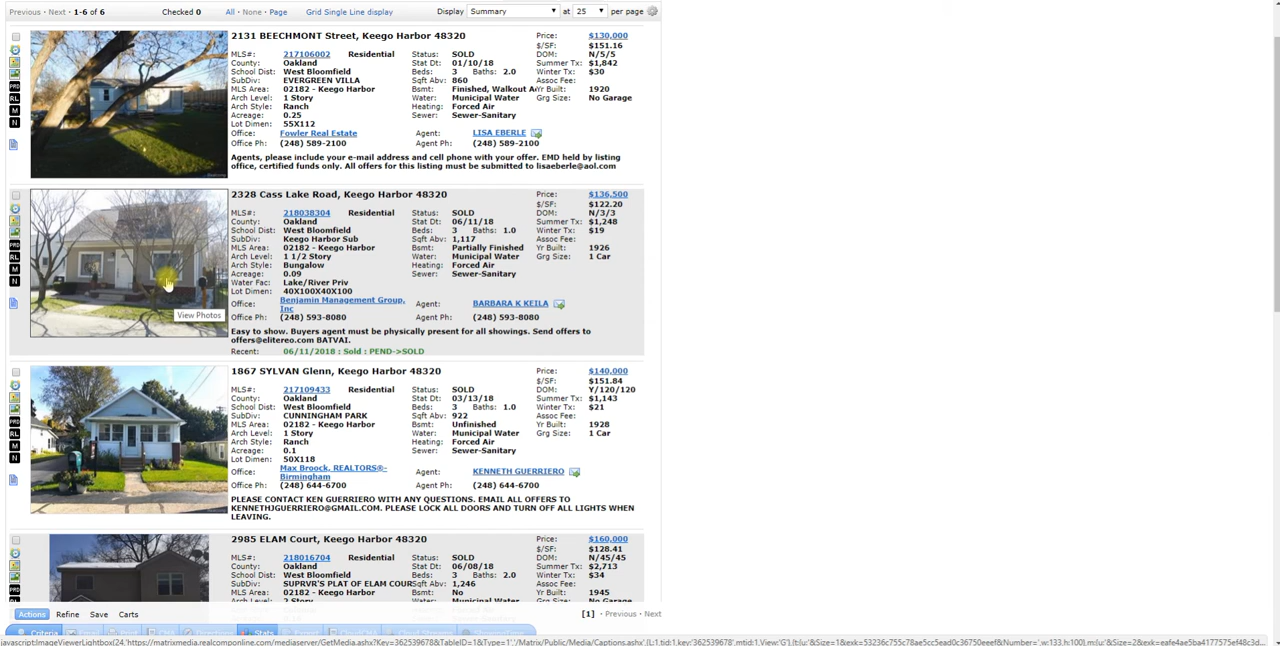 Previous · Next · 1-6 of 6 Checked 0 All · None · Page Grid Single Line display Display Summary at 25 per page
2131 BEECHMONT Street, Keego Harbor 48320 Price: $130,000
$/SF: $151.16
MLS#: 217106002 Residential Status: SOLD DOM: N/5/5
County: Oakland Stat Dt: 01/10/18 Summer Tx: $1,842
School Dist: West Bloomfield Beds: 3 Baths: 2.0 Winter Tx: $30
SubDiv: EVERGREEN VILLA Sqft Abv: 860 Assoc Fee:
MLS Area: 02182 - Keego Harbor Bsmt: Finished, Walkout A Yr Built: 1920
Arch Level: 1 Story Water: Municipal Water Grg Size: No Garage
Arch Style: Ranch Heating: Forced Air
Acreage: 0.25 Sewer: Sewer-Sanitary
Lot Dimen: 55X112
Office: Fowler Real Estate Agent: LISA EBERLE
Office Ph: (248) 589-2100 Agent Ph: (248) 589-2100
Agents, please include your e-mail address and cell phone with your offer. EMD held by listing
office, certified funds only. All offers for this listing must be submitted to lisaeberle@aol.com
2328 Cass Lake Road, Keego Harbor 48320 Price: $136,500
$/SF: $122.20
MLS#: 218038304 Residential Status: SOLD DOM: N/3/3
County: Oakland Stat Dt: 06/11/18 Summer Tx: $1,248
School Dist: West Bloomfield Beds: 3 Baths: 1.0 Winter Tx: $19
SubDiv: Keego Harbor Sub Sqft Abv: 1,117 Assoc Fee:
MLS Area: 02182 - Keego Harbor Bsmt: Partially Finished Yr Built: 1926
Arch Level: 1 1/2 Story Water: Municipal Water Grg Size: 1 Car
Arch Style: Bungalow Heating: Forced Air
Acreage: 0.09 Sewer: Sewer-Sanitary
Water Fac: Lake/River Priv
Lot Dimen: 40X100X40X100
Office: Benjamin Management Group, Agent: BARBARA K KEILA
Inc
Office Ph: (248) 593-8080 Agent Ph: (248) 593-8080
View Photos
Easy to show. Buyers agent must be physically present for all showings. Send offers to
offers@elitereo.com BATVAI.
Recent: 06/11/2018 : Sold : PEND->SOLD
1867 SYLVAN Glenn, Keego Harbor 48320 Price: $140,000
$/SF: $151.84
MLS#: 217109433 Residential Status: SOLD DOM: Y/120/120
County: Oakland Stat Dt: 03/13/18 Summer Tx: $1,143
School Dist: West Bloomfield Beds: 3 Baths: 1.0 Winter Tx: $21
SubDiv: CUNNINGHAM PARK Sqft Abv: 922 Assoc Fee:
MLS Area: 02182 - Keego Harbor Bsmt: Unfinished Yr Built: 1928
Arch Level: 1 Story Water: Municipal Water Grg Size: 1 Car
Arch Style: Ranch Heating: Forced Air
Acreage: 0.1 Sewer: Sewer-Sanitary
Lot Dimen: 50X118
Office: Max Broock, REALTORS®- Agent: KENNETH GUERRIERO
Birmingham
Office Ph: (248) 644-6700 Agent Ph: (248) 644-6700
PLEASE CONTACT KEN GUERRIERO WITH ANY QUESTIONS. EMAIL ALL OFFERS TO
KENNETHJGUERRIERO@GMAIL.COM. PLEASE LOCK ALL DOORS AND TURN OFF ALL LIGHTS WHEN
LEAVING.
2985 ELAM Court, Keego Harbor 48320 Price: $160,000
$/SF: $128.41
MLS#: 218016704 Residential Status: SOLD DOM: N/45/45
County: Oakland Stat Dt: 06/08/18 Summer Tx: $2,713
School Dist: West Bloomfield Beds: 3 Baths: 2.0 Winter Tx: $34
SubDiv: SUPRVR'S PLAT OF ELAM COUR Sqft Abv: 1,246 Assoc Fee:
MLS Area: 02182 - Keego Harbor Bsmt: No Yr Built: 1945
Arch Level: 2 Story Water: Municipal Water Grg Size: No Garage
Actions Refine Save Carts [1] · Previous · Next
Criteria Stats